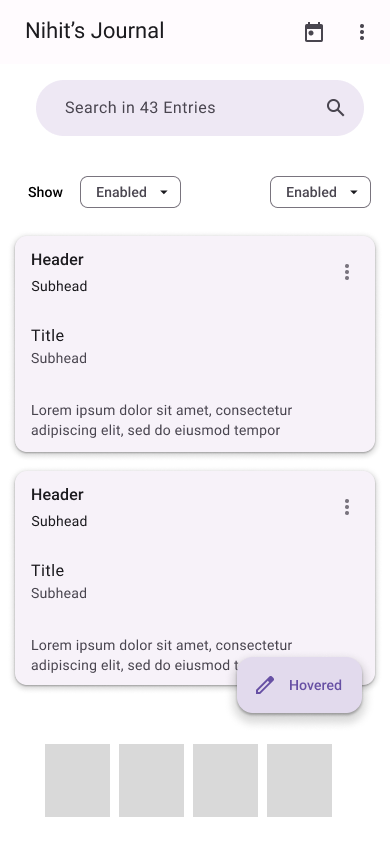 Nihit’s Journal
Search in 43 Entries
Show
Enabled
Enabled
Header
Subhead
Title
Subhead
Lorem ipsum dolor sit amet, consectetur
adipiscing elit, sed do eiusmod tempor
Header
Subhead
Title
Subhead
Lorem ipsum dolor sit amet, consectetur
adipiscing elit, sed do eiusmod
Hovered